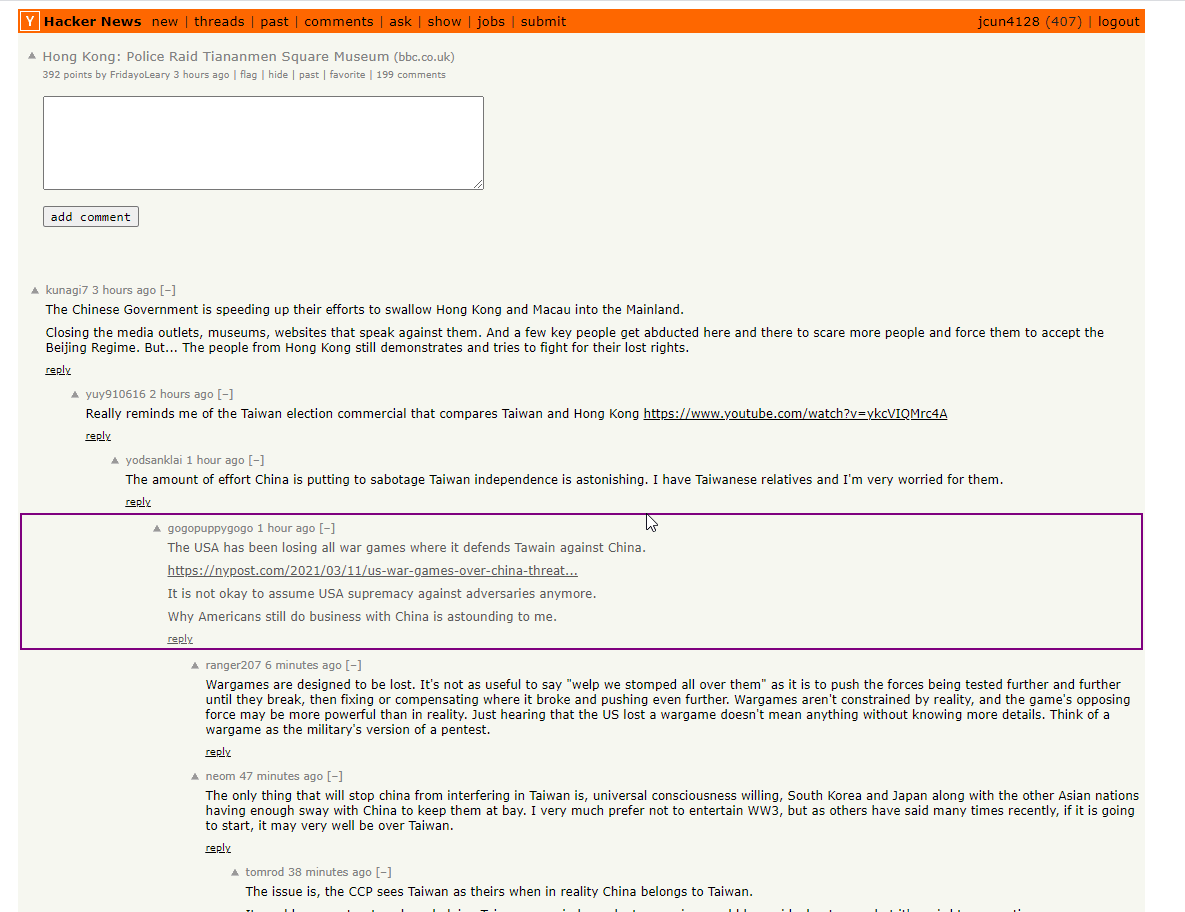 Y Hacker News new | threads | past | comments | ask | show | jobs | submit jcun4128 (407) | logout
Hong Kong: Police Raid Tiananmen Square Museum (bbc.co.uk)
392 points by FridayoLeary 3 hours ago | flag | hide | past | favorite | 199 comments
add comment
kunagi7 3 hours ago [–]
The Chinese Government is speeding up their efforts to swallow Hong Kong and Macau into the Mainland.
Closing the media outlets, museums, websites that speak against them. And a few key people get abducted here and there to scare more people and force them to accept the
Beijing Regime. But... The people from Hong Kong still demonstrates and tries to fight for their lost rights.
reply
yuy910616 2 hours ago [–]
Really reminds me of the Taiwan election commercial that compares Taiwan and Hong Kong https://www.youtube.com/watch?v=ykcVIQMrc4A
reply
yodsanklai 1 hour ago [–]
The amount of effort China is putting to sabotage Taiwan independence is astonishing. I have Taiwanese relatives and I'm very worried for them.
reply
gogopuppygogo 1 hour ago [–]
The USA has been losing all war games where it defends Tawain against China.
https://nypost.com/2021/03/11/us-war-games-over-china-threat...
It is not okay to assume USA supremacy against adversaries anymore.
Why Americans still do business with China is astounding to me.
reply
ranger207 6 minutes ago [–]
Wargames are designed to be lost. It's not as useful to say "welp we stomped all over them" as it is to push the forces being tested further and further
until they break, then fixing or compensating where it broke and pushing even further. Wargames aren't constrained by reality, and the game's opposing
force may be more powerful than in reality. Just hearing that the US lost a wargame doesn't mean anything without knowing more details. Think of a
wargame as the military's version of a pentest.
reply
neom 47 minutes ago [–]
The only thing that will stop china from interfering in Taiwan is, universal consciousness willing, South Korea and Japan along with the other Asian nations
having enough sway with China to keep them at bay. I very much prefer not to entertain WW3, but as others have said many times recently, if it is going
to start, it may very well be over Taiwan.
reply
tomrod 38 minutes ago [–]
The issue is, the CCP sees Taiwan as theirs when in reality China belongs to Taiwan.